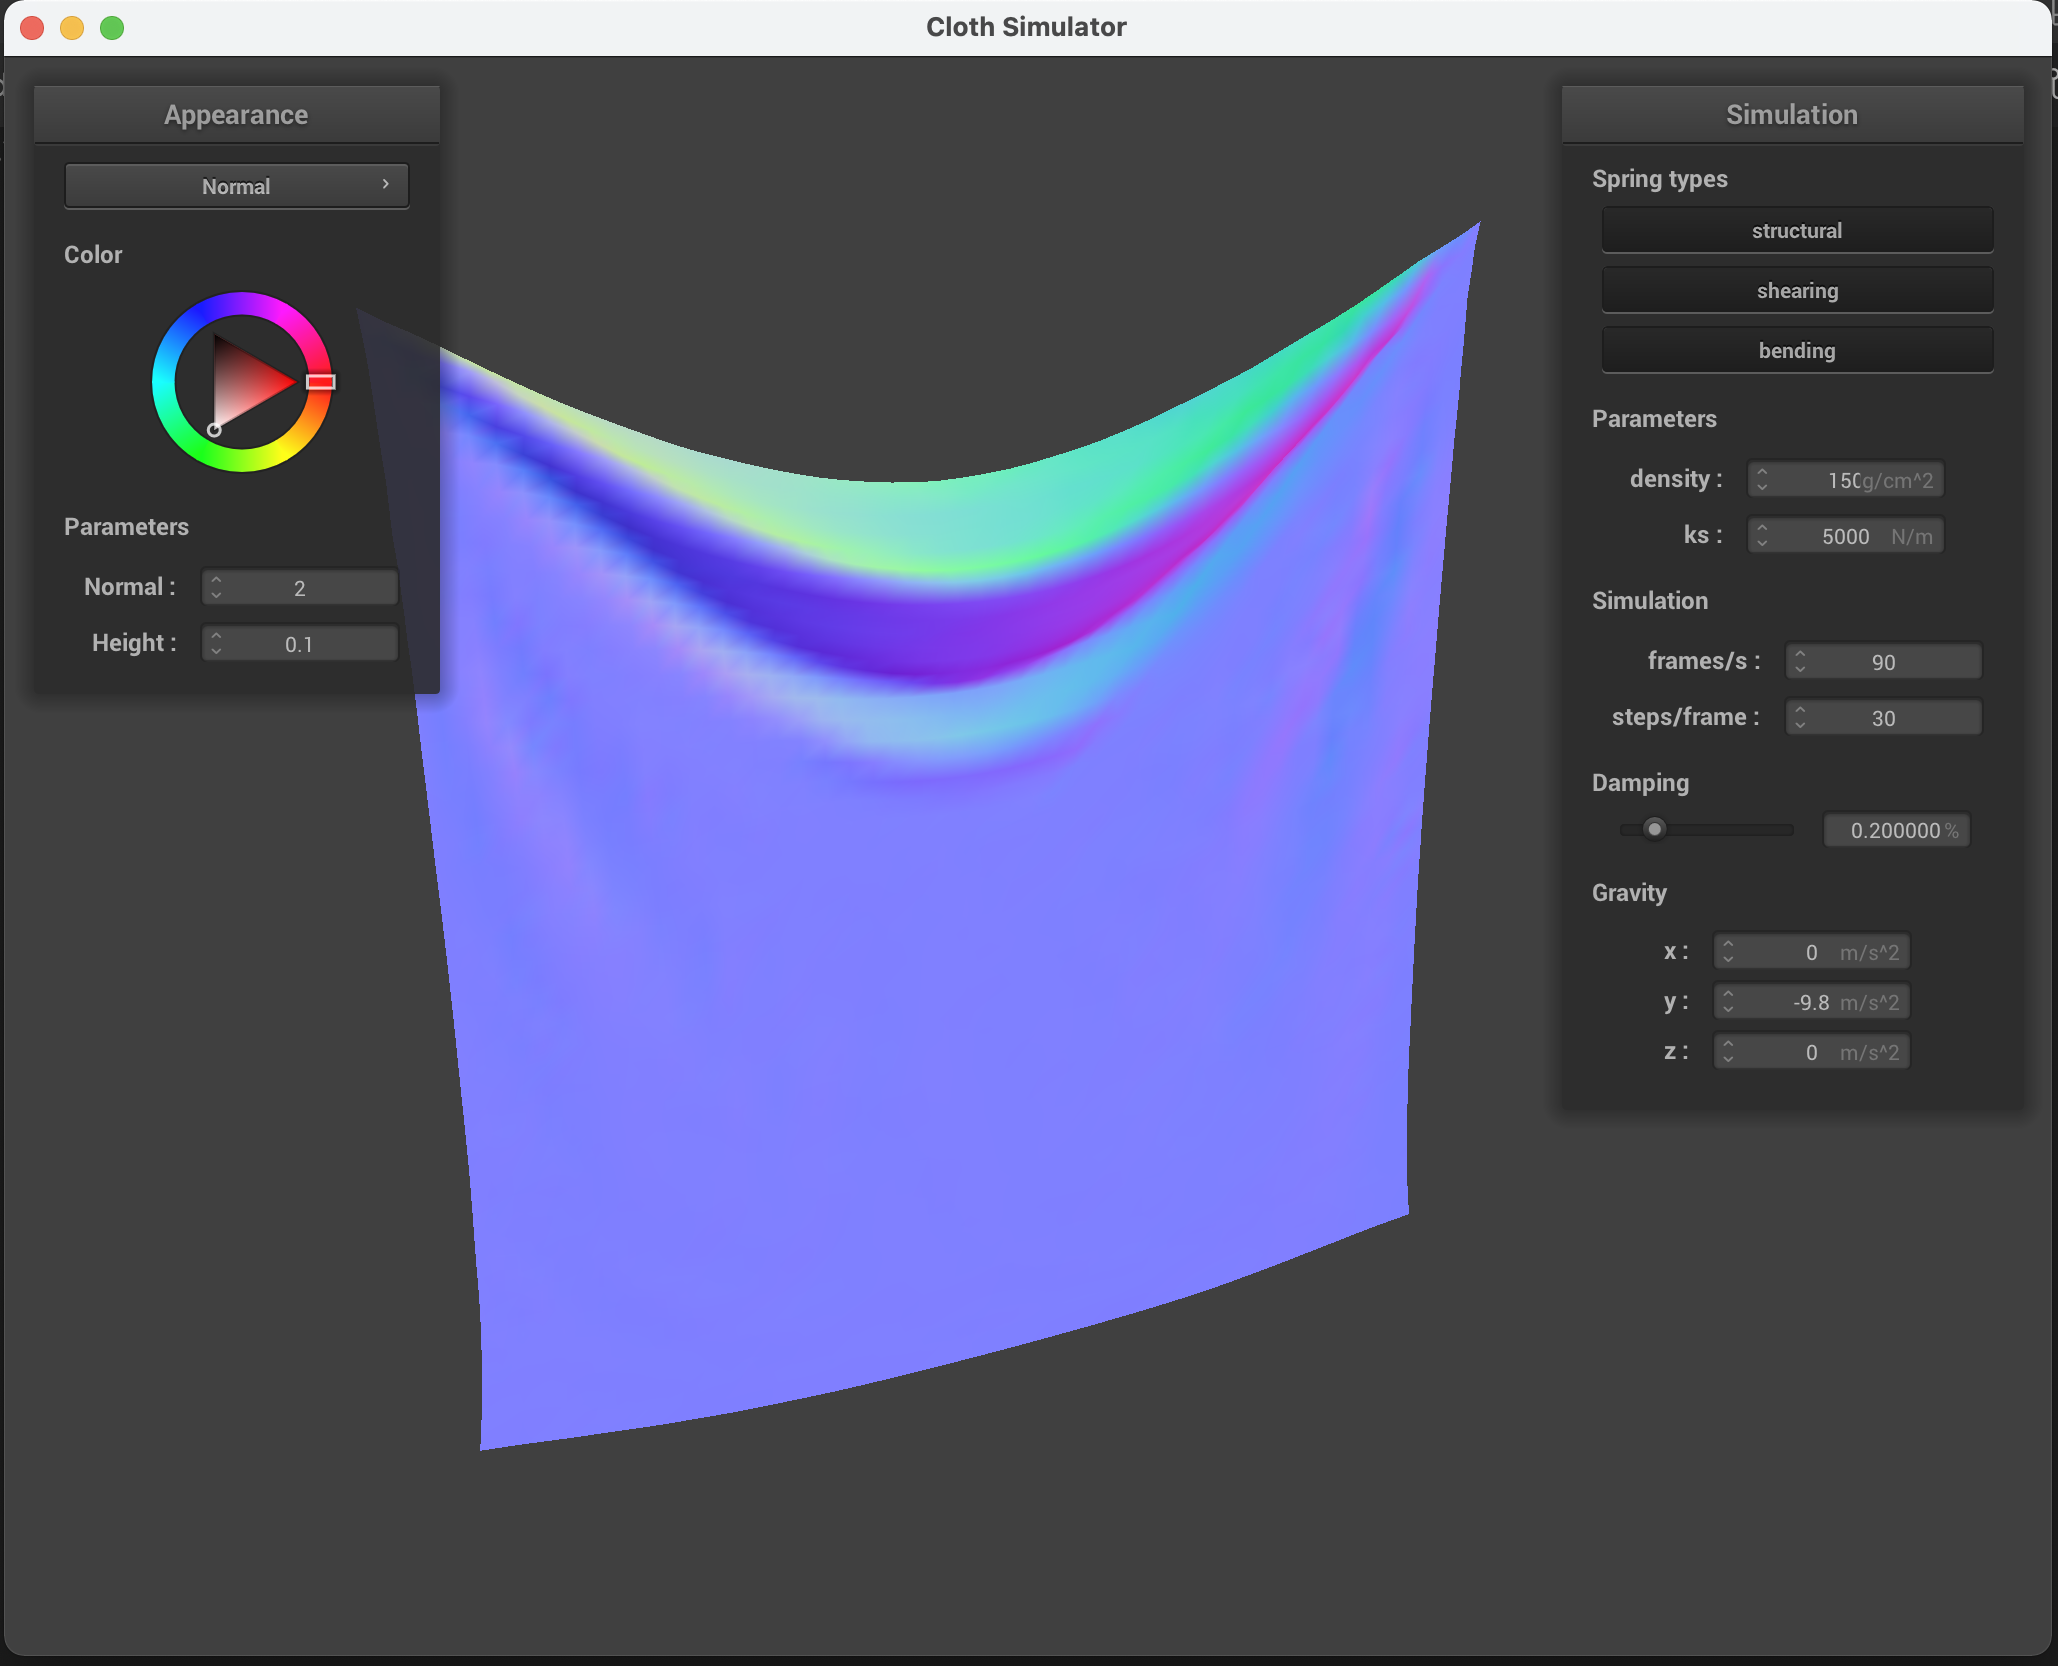 Cloth Simulator
Appearance
Normal
Color
Parameters
Normal : 2
Height : 0.1
Simulation
Spring types
structural
shearing
bending
Parameters
density : 150 g/cm^2
ks : 5000 N/m
Simulation
frames/s : 90
steps/frame : 30
Damping
0.200000 %
Gravity
x : 0 m/s^2
y : -9.8 m/s^2
z : 0 m/s^2